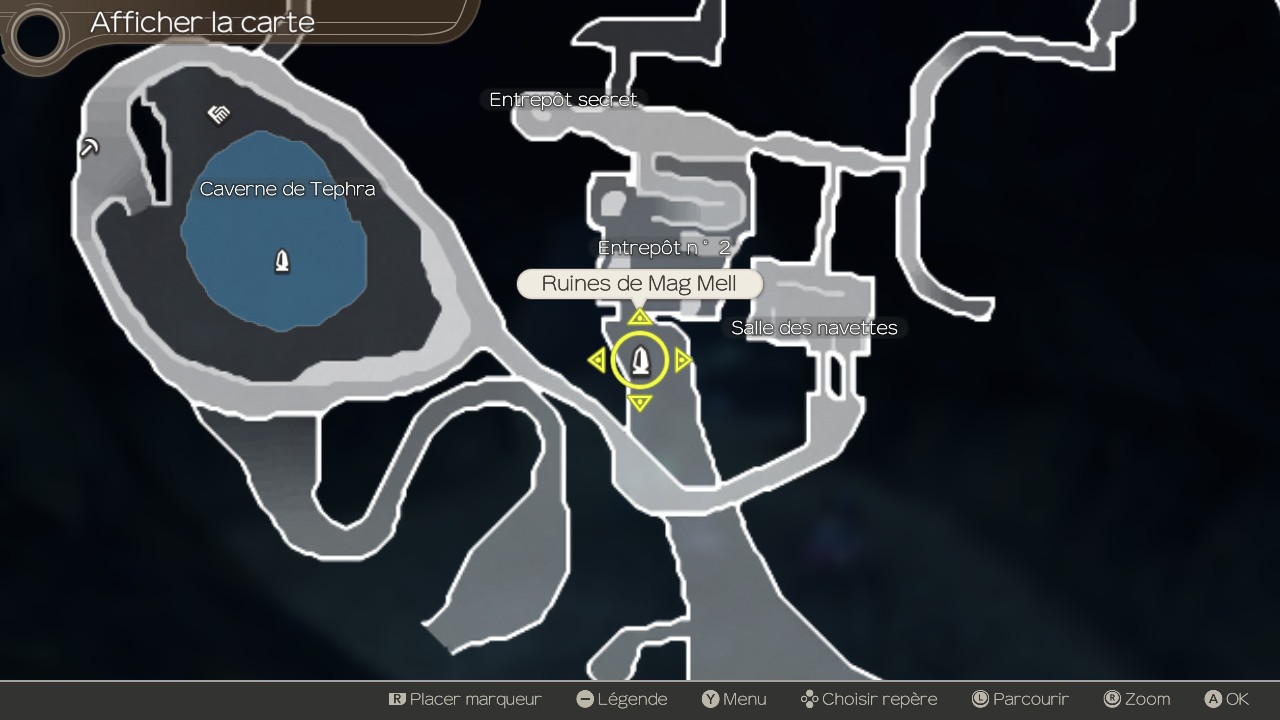 Afficher la carte
Entrepôt secret
Caverne de Tephra
Entrepôt n° 2
Ruines de Mag Mell
Salle des navettes
R Placer marqueur − Légende Y Menu Choisir repère L Parcourir R Zoom A OK